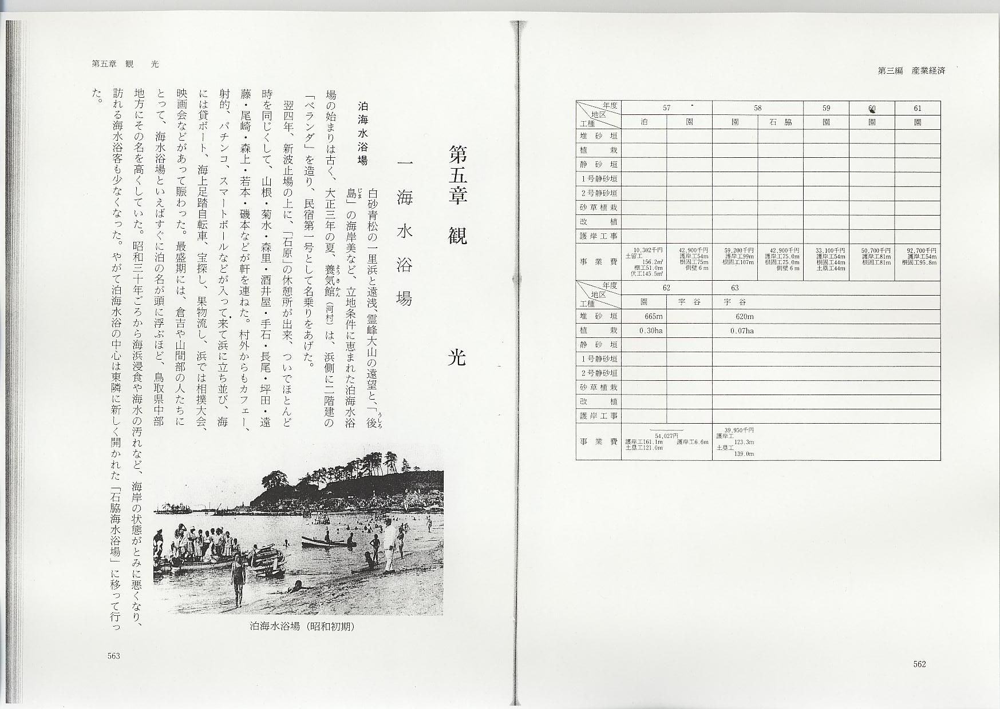 第三編　産業経済
年度 57 58 59 60 61
地区
工種 泊 園 園 石脇 園 園 園
堆砂垣
植栽
静砂垣
1号静砂垣
2号静砂垣
砂草植栽
改植
護岸工事
事業費 10,302千円 42,900千円 59,200千円 42,900千円 33,100千円 50,700千円 92,700千円
土留工 護岸工54m 護岸工99m 護岸工75.0m 護岸工54m 護岸工81m 護岸工54m
156.2㎡ 根固工75m 根固工107m 根固工75.0m 根固工44m 根固工81m 根固工95.8m
棚工51.0m 側壁6m 側壁6m 土塁工44m
伏工145.5㎡
年度 62 63
地区
工種 園 宇谷 宇谷
堆砂垣 665m 620m
植栽 0.30ha 0.07ha
静砂垣
1号静砂垣
2号静砂垣
砂草植栽
改植
護岸工事
事業費 54,027円 39,950千円
護岸工161.1m 護岸工6.6m 護岸工
土塁工121.0m 123.3m
土塁工
139.0m
562
第五章　観　光
第五章　観　光
一　海水浴場
泊海水浴場
白砂青松の一里浜と遠浅、霊峰大山の遠望と、「後
うしろ
島」の海岸美など、立地条件に恵まれた泊海水浴
じま
場の始まりは古く、大正三年の夏、養気館（河村）は、浜側に二階建の
ようきかん
「ベランダ」を造り、民宿第一号として名乗りをあげた。
翌四年、新波止場の上に、「石原」の休憩所が出来、ついでほとんど
時を同じくして、山根・菊水・森里・酒井屋・手石・長尾・坪田・遠
藤・尾崎・森上・若本・磯本などが軒を連ねた。村外からもカフェー、
射的、パチンコ、スマートボールなどが入って来て浜に立ち並び、海
には貸ボート、海上足踏自転車、宝探し、果物流し、浜では相撲大会、
映画会などがあって賑わった。最盛期には、倉吉や山間部の人たちに
とって、海水浴場といえばすぐに泊の名が頭に浮ぶほど、鳥取県中部
地方にその名を高くしていた。昭和三十年ごろから海浜浸食や海水の汚れなど、海岸の状態がとみに悪くなり、
訪れる海水浴客も少なくなった。やがて泊海水浴の中心は東隣に新しく開かれた「石脇海水浴場」に移って行っ
た。
泊海水浴場（昭和初期）
563